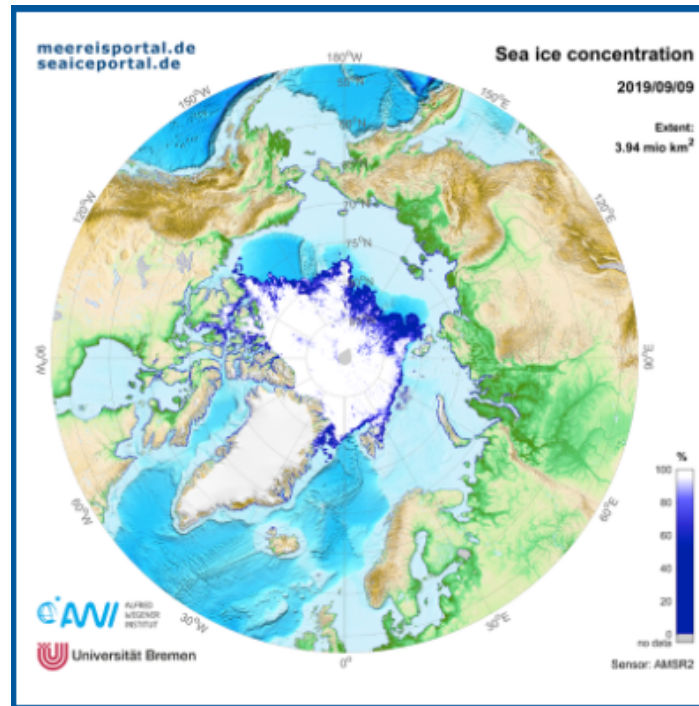 meereisportal.de
seaiceportal.de
Sea ice concentration
2019/09/09
Extent:
3.94 mio km²
180°W
150°W
150°E
120°W
120°E
70°N
75°N
90°W
90°E
60°W
60°E
30°W
30°E
0°
%
100
80
60
40
20
0
no data
Sensor: AMSR2
AWI
ALFRED
WEGENER
INSTITUT
Universität Bremen